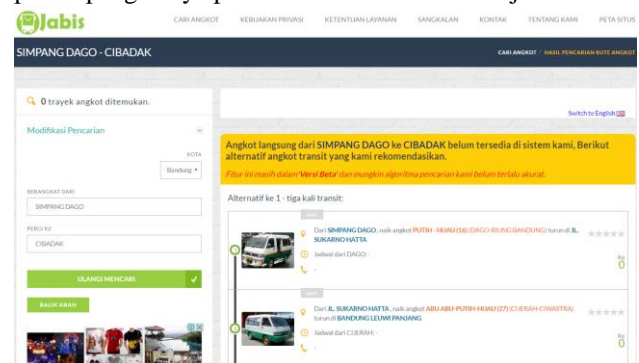 Jabis
CARI ANGKOT KEBIJAKAN PRIVASI KETENTUAN LAYANAN SANGKALAN KONTAK TENTANG KAMI PETA SITUS
SIMPANG DAGO - CIBADAK
CARI ANGKOT HASIL PENCARIAN RUTE ANGKOT
0 trayek angkot ditemukan.
Modifikasi Pencarian
KOTA
Bandung
BERANGKAT DARI
SIMPANG DAGO
PERGI KE
CIBADAK
ULANGI MENCARI
BALIK ARAH
Switch to English
Angkot langsung dari SIMPANG DAGO ke CIBADAK belum tersedia di sistem kami, Berikut
alternatif angkot transit yang kami rekomendasikan.
Fitur ini masih dalam "Versi Beta" dan mungkin algoritma pencarian kami belum terlalu akurat.
Alternatif ke 1 - tiga kali transit:
Dari SIMPANG DAGO, naik angkot PUTIH - HIJAU (16) (DAGO-RIUNG BANDUNG) turun di JL.
SUKARNO HATTA
Jadwal dari DAGO: -
-
Rp
0
Dari JL. SUKARNO HATTA, naik angkot ABU ABU-PUTIH-HIJAU (27) (CIJERAH-CIWASTRA)
turun di BANDUNG LEUWI PANJANG
Jadwal dari CIJERAH: -
-
Rp
0